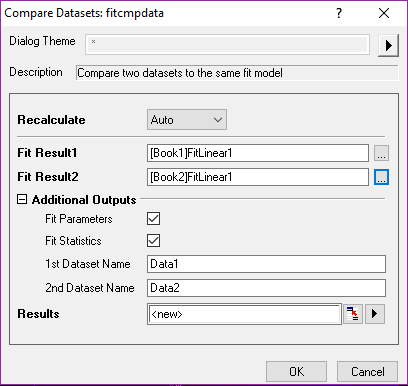 Compare Datasets: fitcmpdata
Dialog Theme *
Description Compare two datasets to the same fit model
Recalculate Auto
Fit Result1 [Book1]FitLinear1 ...
Fit Result2 [Book2]FitLinear1 ...
Additional Outputs
Fit Parameters
Fit Statistics
1st Dataset Name Data1
2nd Dataset Name Data2
Results <new>
OK Cancel